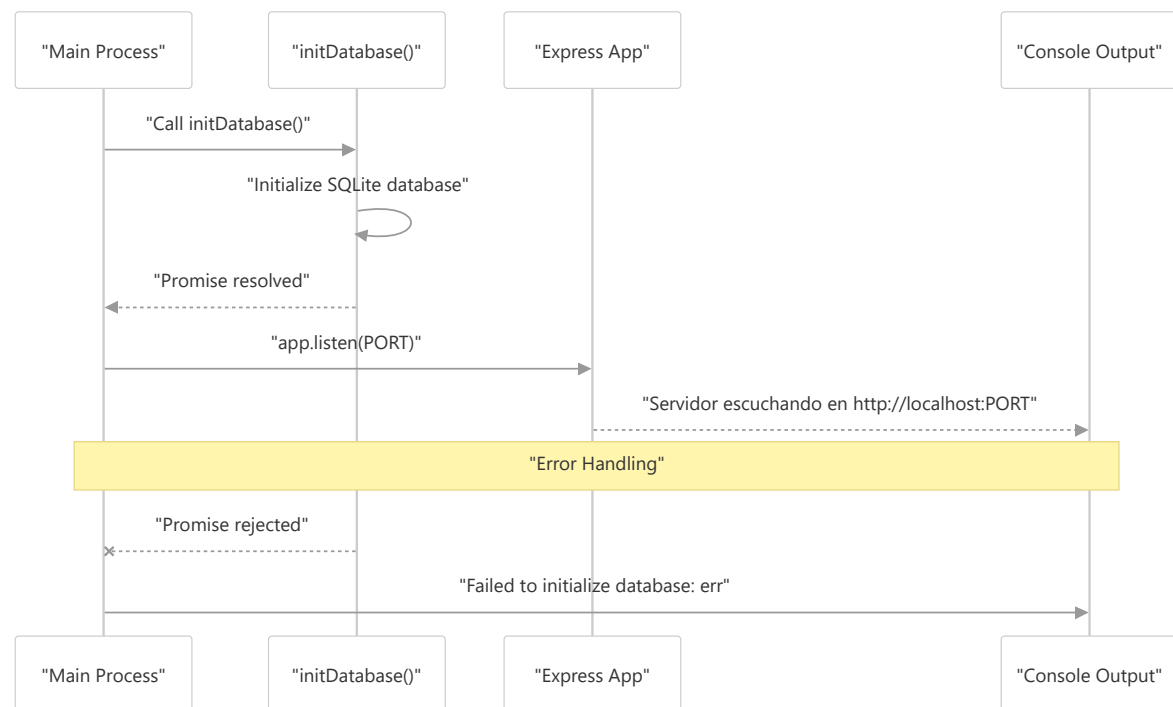 "Main Process"
"initDatabase()"
"Express App"
"Console Output"
"Call initDatabase()"
"Initialize SQLite database"
"Promise resolved"
"app.listen(PORT)"
"Servidor escuchando en http://localhost:PORT"
"Error Handling"
"Promise rejected"
"Failed to initialize database: err"
"Main Process"
"initDatabase()"
"Express App"
"Console Output"